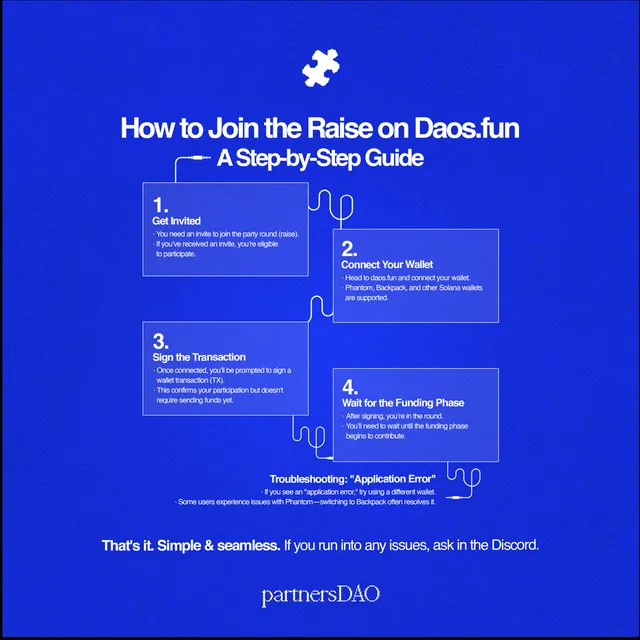 How to Join the Raise on Daos.fun
A Step-by-Step Guide
1.
Get Invited
· You need an invite to join the party round (raise).
· If you've received an invite, you're eligible
to participate.
2.
Connect Your Wallet
· Head to daos.fun and connect your wallet.
· Phantom, Backpack, and other Solana wallets
are supported.
3.
Sign the Transaction
· Once connected, you'll be prompted to sign a
wallet transaction (TX).
· This confirms your participation but doesn't
require sending funds yet.
4.
Wait for the Funding Phase
· After signing, you're in the round.
· You'll need to wait until the funding phase
begins to contribute.
Troubleshooting: "Application Error"
· If you see an "application error," try using a different wallet.
· Some users experience issues with Phantom—switching to Backpack often resolves it.
That's it. Simple & seamless. If you run into any issues, ask in the Discord.
partnersDAO